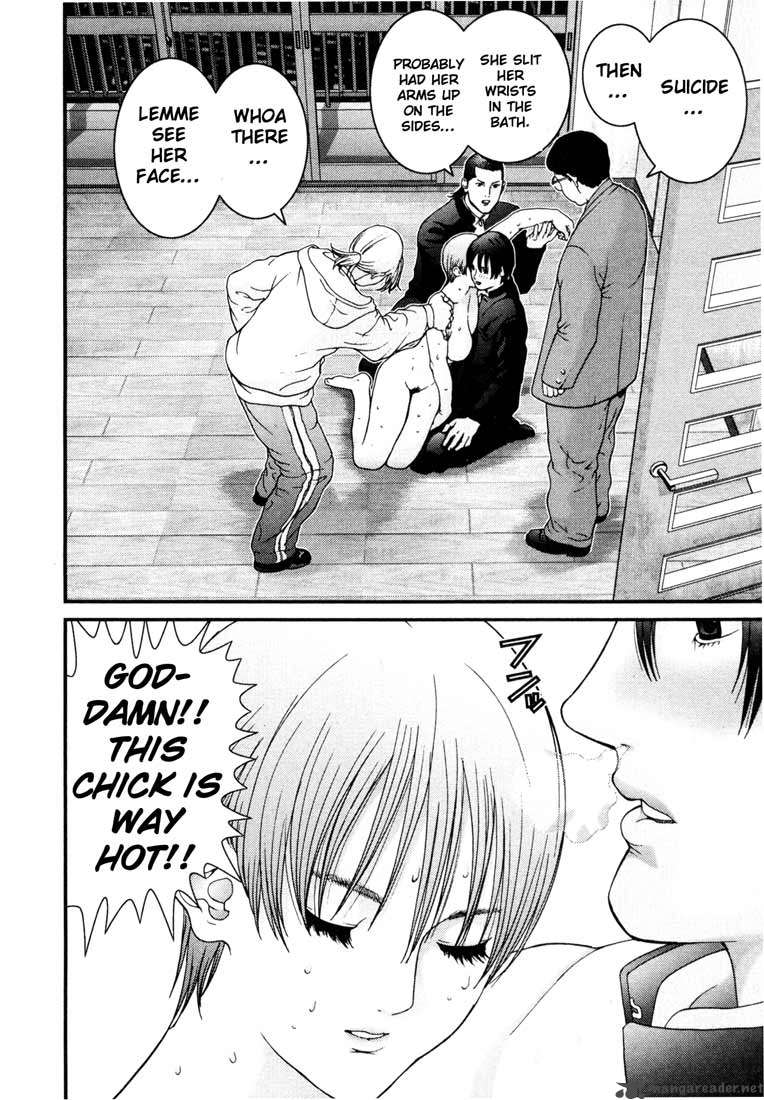 SUICIDE
...
THEN
...
SHE SLIT
HER
WRISTS
IN THE
BATH.
PROBABLY
HAD HER
ARMS UP
ON THE
SIDES...
WHOA
THERE
...
LEMME
SEE
HER
FACE...
GOD-
DAMN!!
THIS
CHICK IS
WAY
HOT!!
mangareader.net